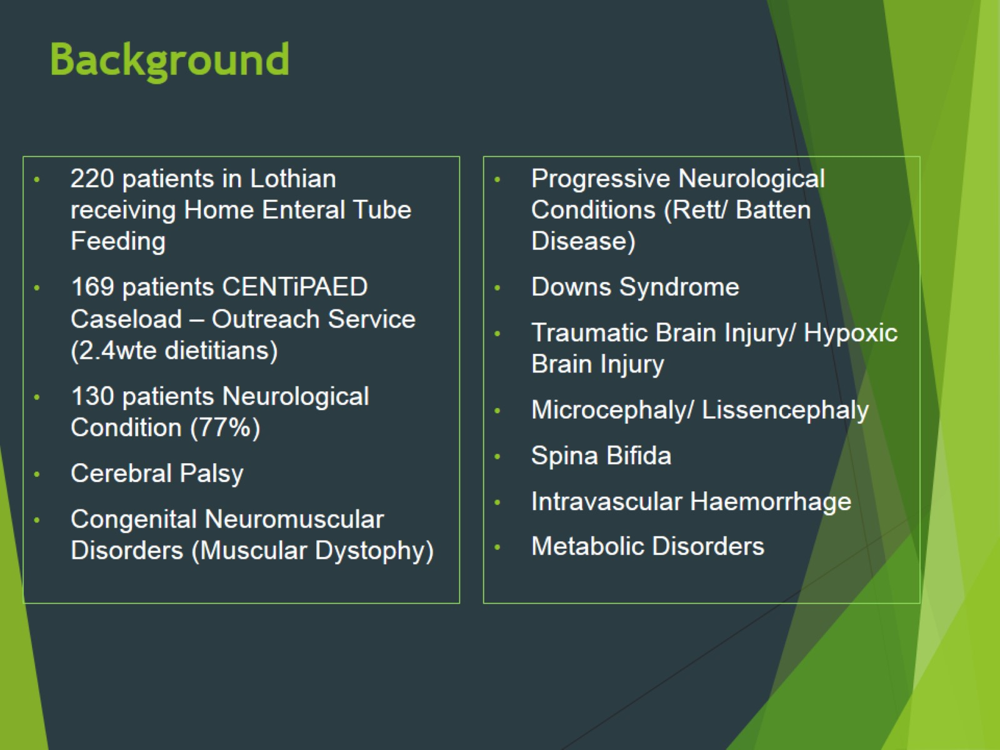 Background
• 220 patients in Lothian
receiving Home Enteral Tube
Feeding
• 169 patients CENTiPAED
Caseload – Outreach Service
(2.4wte dietitians)
• 130 patients Neurological
Condition (77%)
• Cerebral Palsy
• Congenital Neuromuscular
Disorders (Muscular Dystophy)
• Progressive Neurological
Conditions (Rett/ Batten
Disease)
• Downs Syndrome
• Traumatic Brain Injury/ Hypoxic
Brain Injury
• Microcephaly/ Lissencephaly
• Spina Bifida
• Intravascular Haemorrhage
• Metabolic Disorders